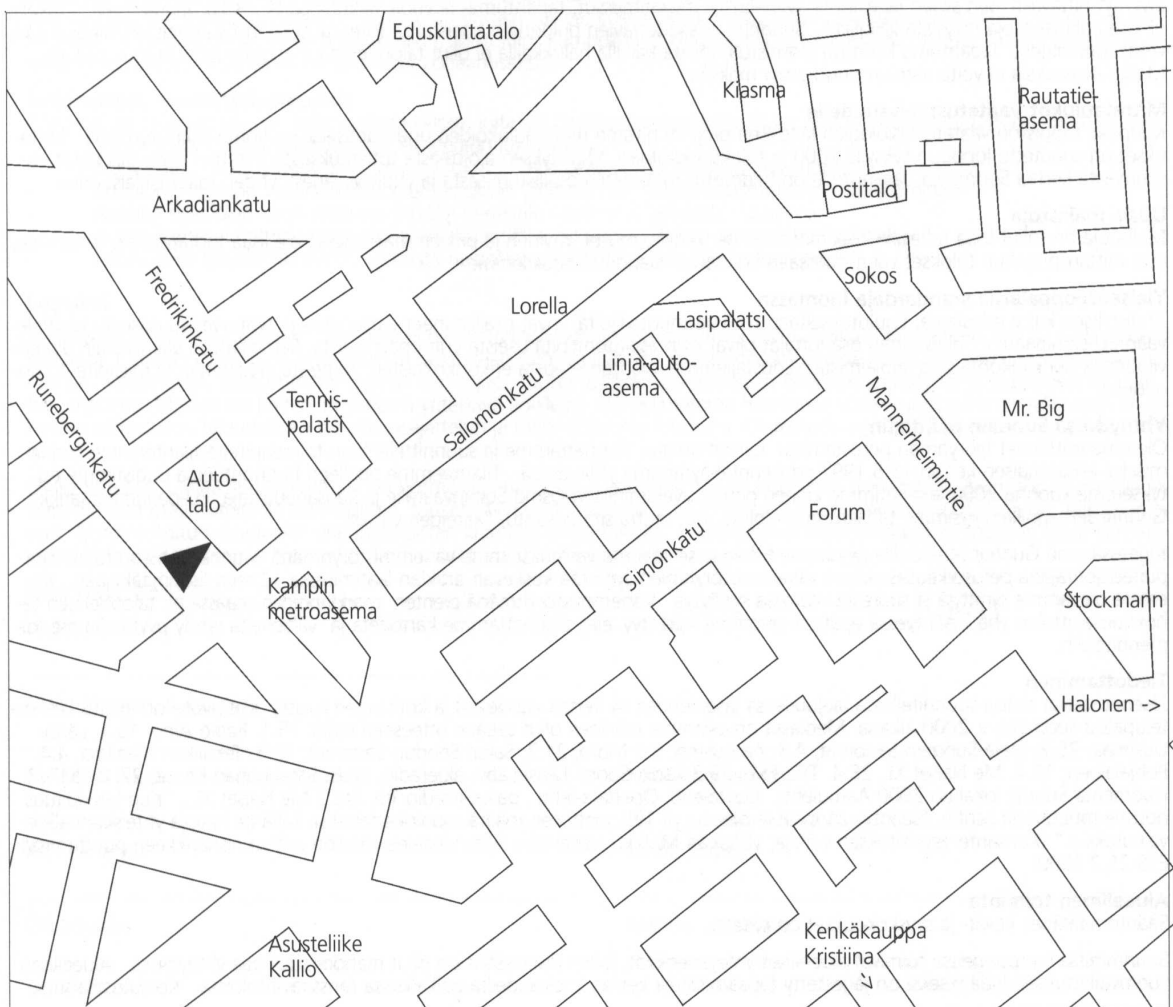 Eduskuntatalo
Kiasma
Rautatie-
asema
Postitalo
Arkadiankatu
Fredrikinkatu
Sokos
Lorella
Lasipalatsi
Runeberginkatu
Tennis-
palatsi
Salomonkatu
Linja-auto-
asema
Mannerheimintie
Mr. Big
Auto-
talo
Forum
Simonkatu
Kampin
metroasema
Stockmann
Halonen ->
Asusteliike
Kallio
Kenkäkauppa
Kristiina